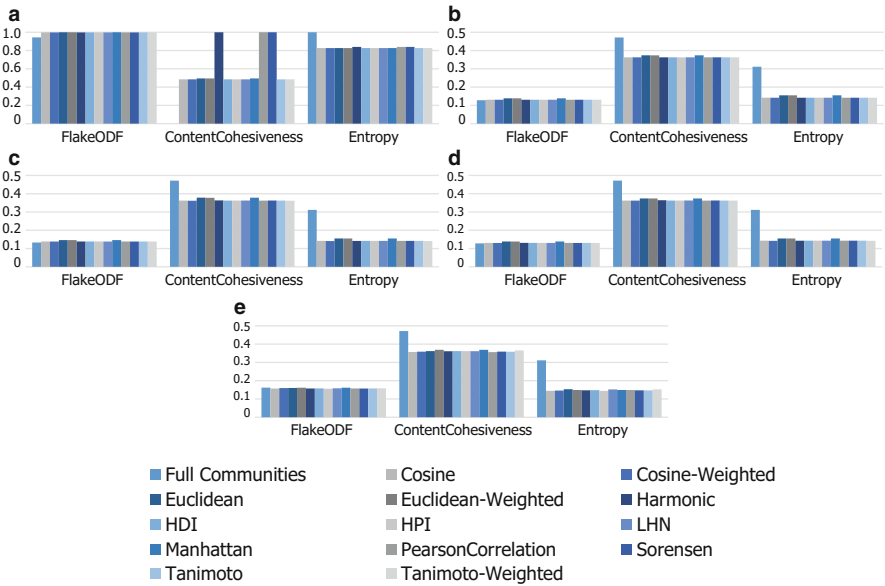 a
1.0
0.8
0.6
0.4
0.2
0
FlakeODF ContentCohesiveness Entropy
b
0.5
0.4
0.3
0.2
0.1
0
FlakeODF ContentCohesiveness Entropy
c
0.5
0.4
0.3
0.2
0.1
0
FlakeODF ContentCohesiveness Entropy
d
0.5
0.4
0.3
0.2
0.1
0
FlakeODF ContentCohesiveness Entropy
e
0.5
0.4
0.3
0.2
0.1
0
FlakeODF ContentCohesiveness Entropy
Full Communities Cosine Cosine-Weighted
Euclidean Euclidean-Weighted Harmonic
HDI HPI LHN
Manhattan PearsonCorrelation Sorensen
Tanimoto Tanimoto-Weighted